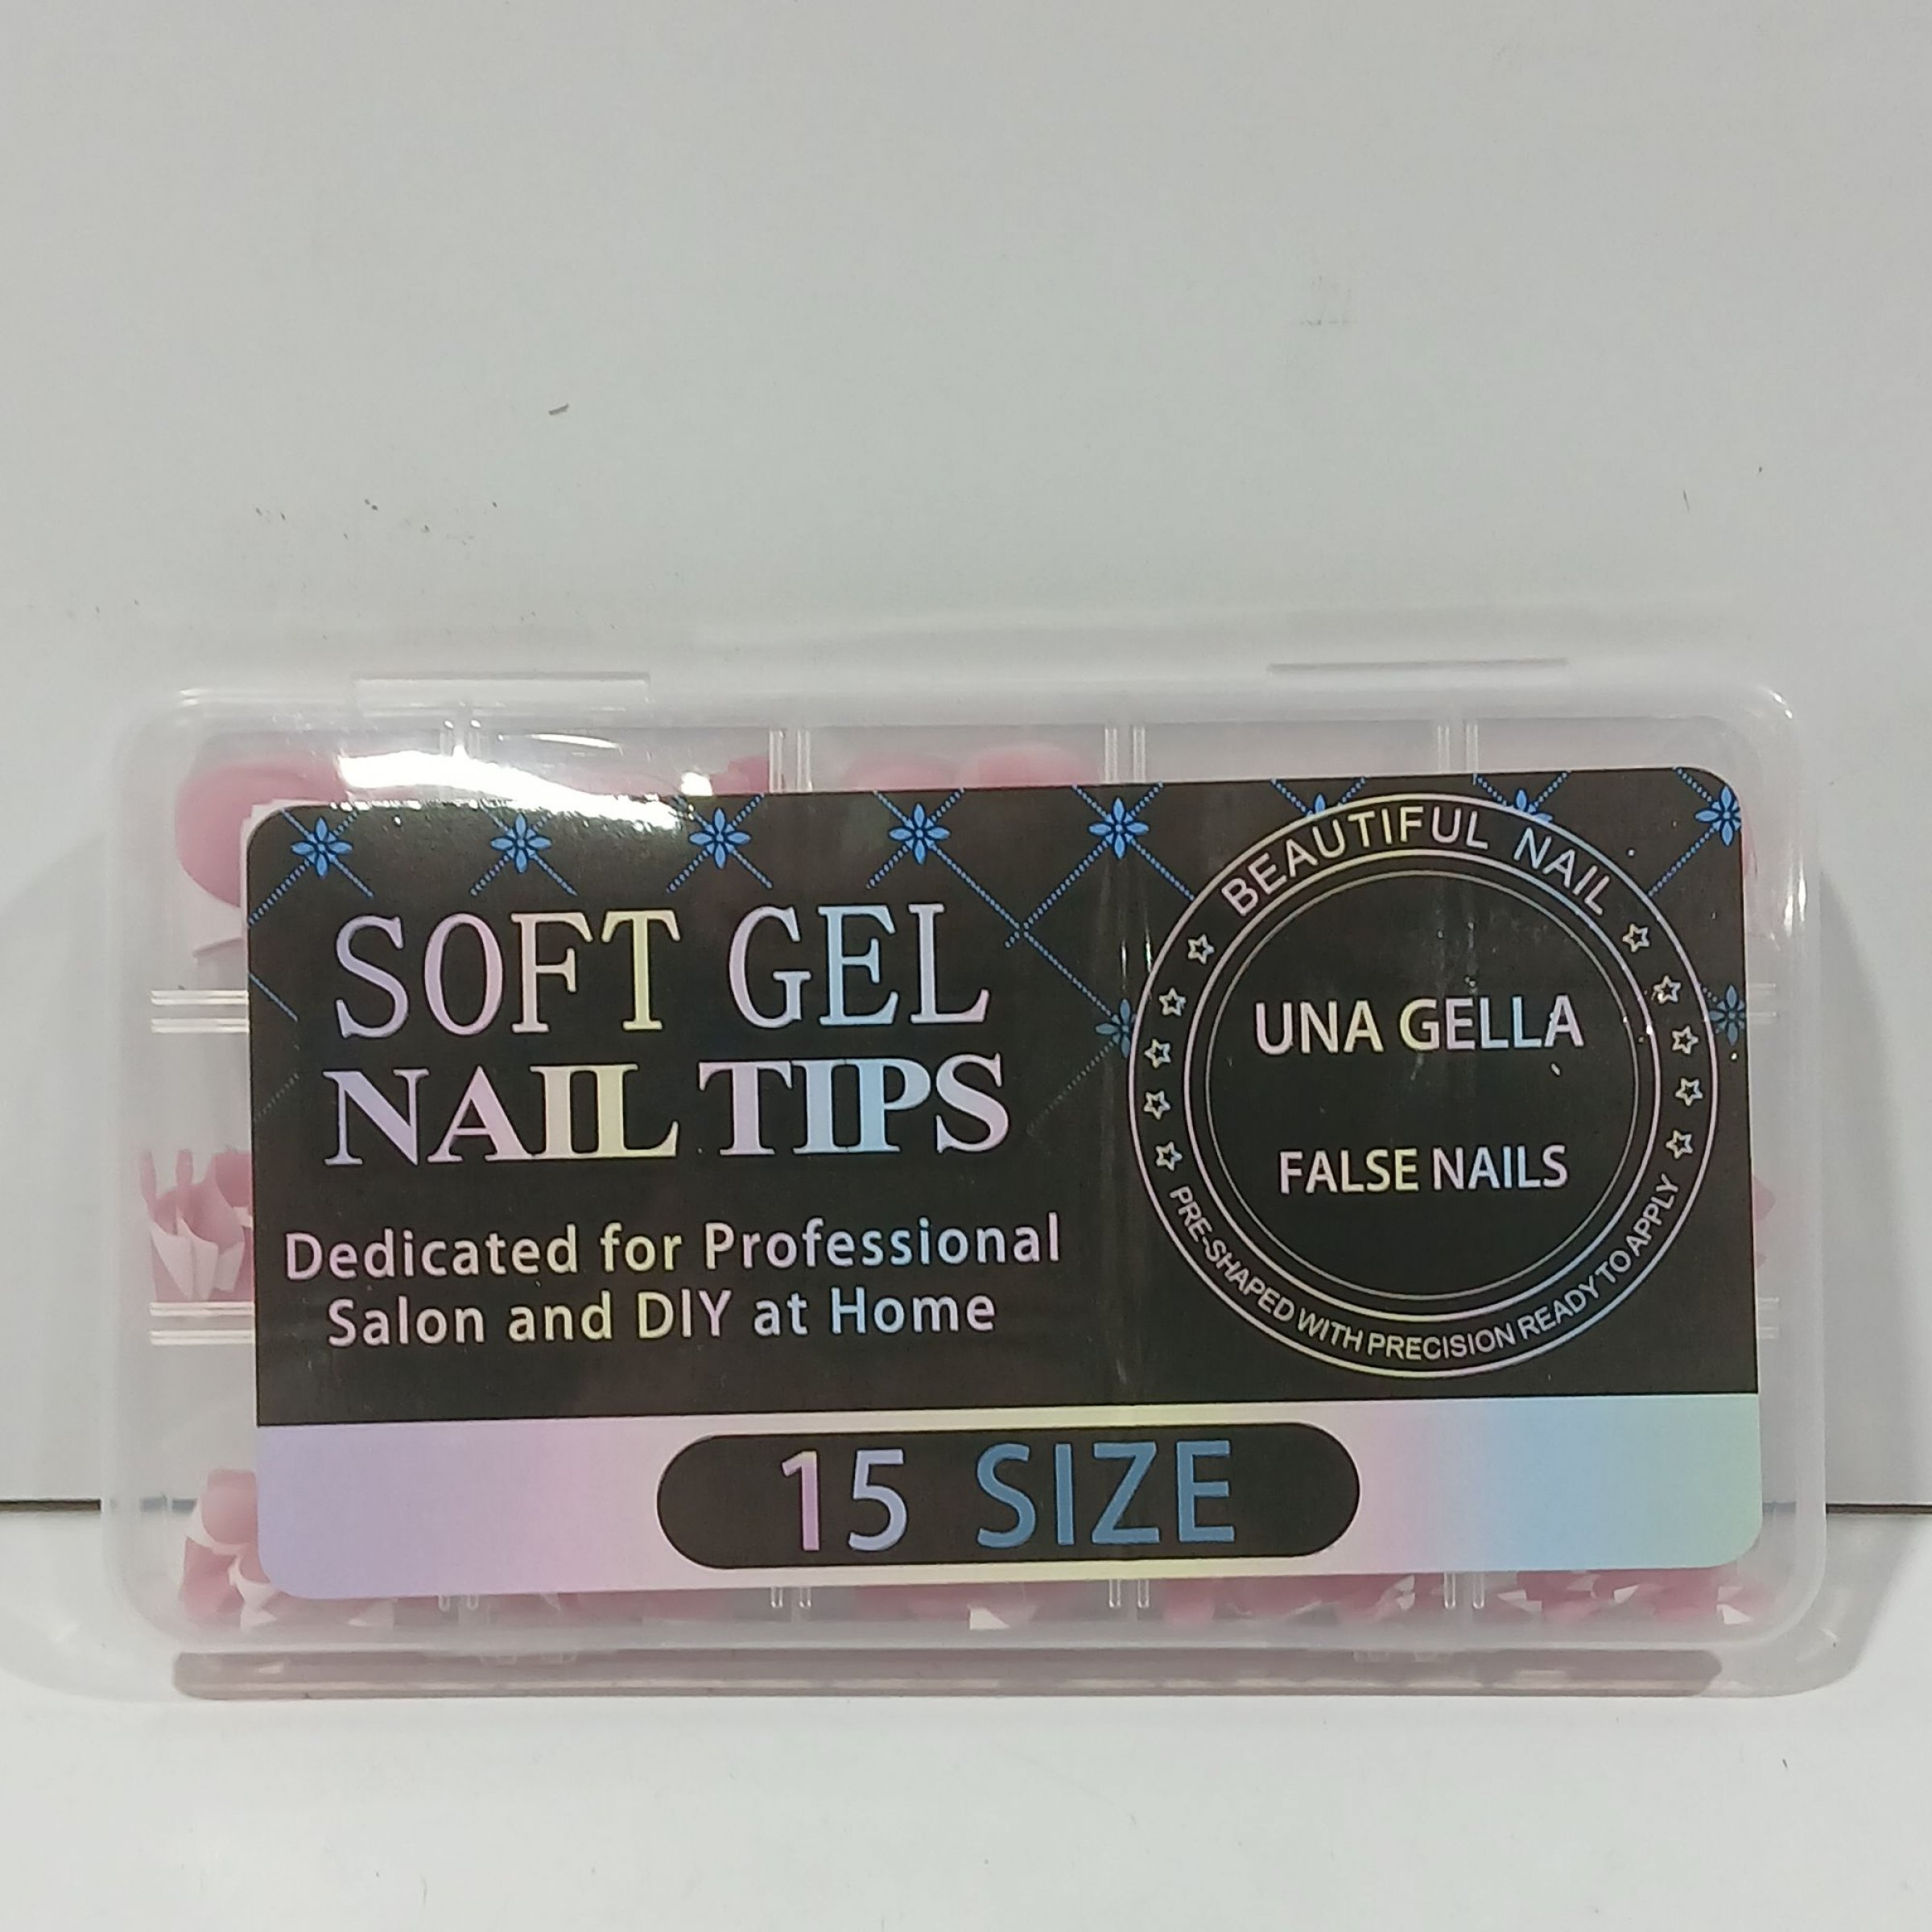 SOFT GEL
NAIL TIPS
Dedicated for Professional
Salon and DIY at Home
BEAUTIFUL NAIL
UNA GELLA
FALSE NAILS
PRE-SHAPED WITH PRECISION READY TO APPLY
15 SIZE